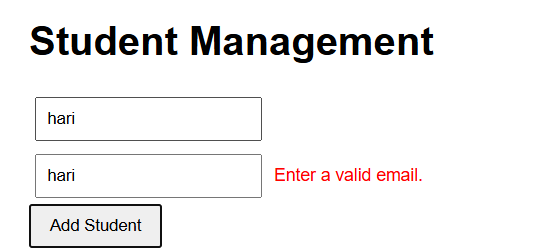 Student Management
hari
hari Enter a valid email.
Add Student